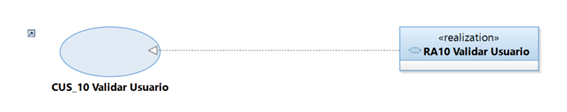 «realization»
RA10 Validar Usuario
CUS_10 Validar Usuario